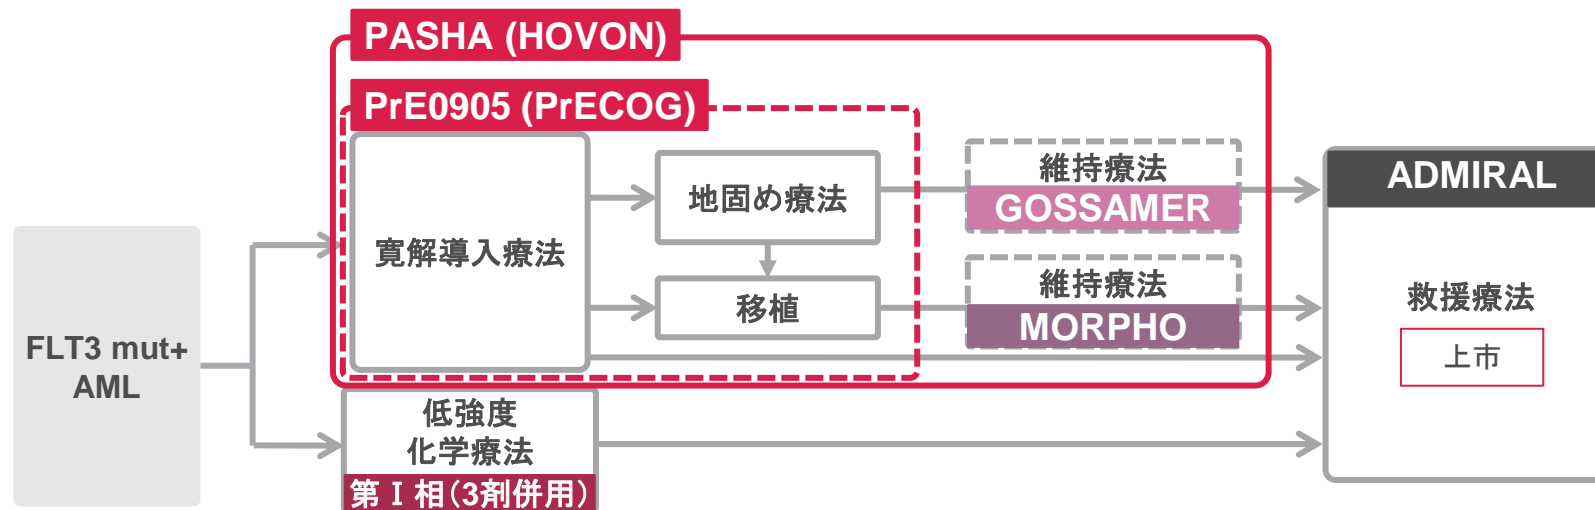 PASHA (HOVON)
PrE0905 (PrECOG)
寛解導入療法
地固め療法
移植
維持療法
GOSSAMER
維持療法
MORPHO
ADMIRAL
救援療法
上市
FLT3 mut+
AML
低強度
化学療法
第Ⅰ相(3剤併用)